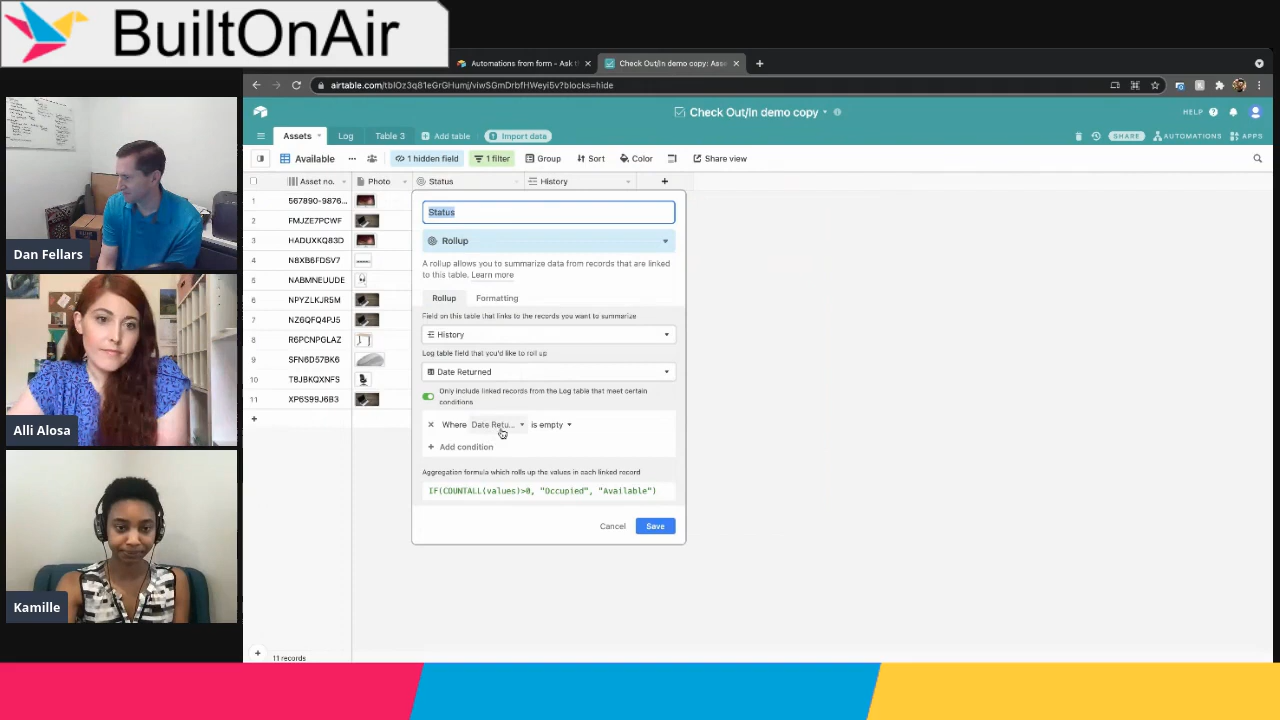 BuiltOnAir
Dan Fellars
Alli Alosa
Kamille
Automations from form - Ask t
Check Out/In demo copy: Ass
airtable.com/tblOz3q81eGrGHumj/viwSGmDrbfHWeyi5v?blocks=hide
Check Out/In demo copy
HELP
Assets
Log
Table 3
Add table
Import data
SHARE
AUTOMATIONS
APPS
Available
1 hidden field
1 filter
Group
Sort
Color
Share view
Asset no.
Photo
Status
History
1 567890-9876...
2 FMJZE7PCWF
3 HADUXKQ83D
4 N8XB6FDSV7
5 NABMNEUUDE
6 NPYZLKJR5M
7 NZ6QFQ4PJ5
8 R6PCNPGLAZ
9 SFN6D57BK6
10 T8JBKQXNFS
11 XP6S99J6B3
Status
Rollup
A rollup allows you to summarize data from records that are linked
to this table. Learn more
Rollup
Formatting
Field on this table that links to the records you want to summarize
History
Log table field that you'd like to roll up
Date Returned
Only include linked records from the Log table that meet certain
conditions
Where Date Retu... is empty
Add condition
Aggregation formula which rolls up the values in each linked record
IF(COUNTALL(values)>0, "Occupied", "Available")
Cancel
Save
11 records